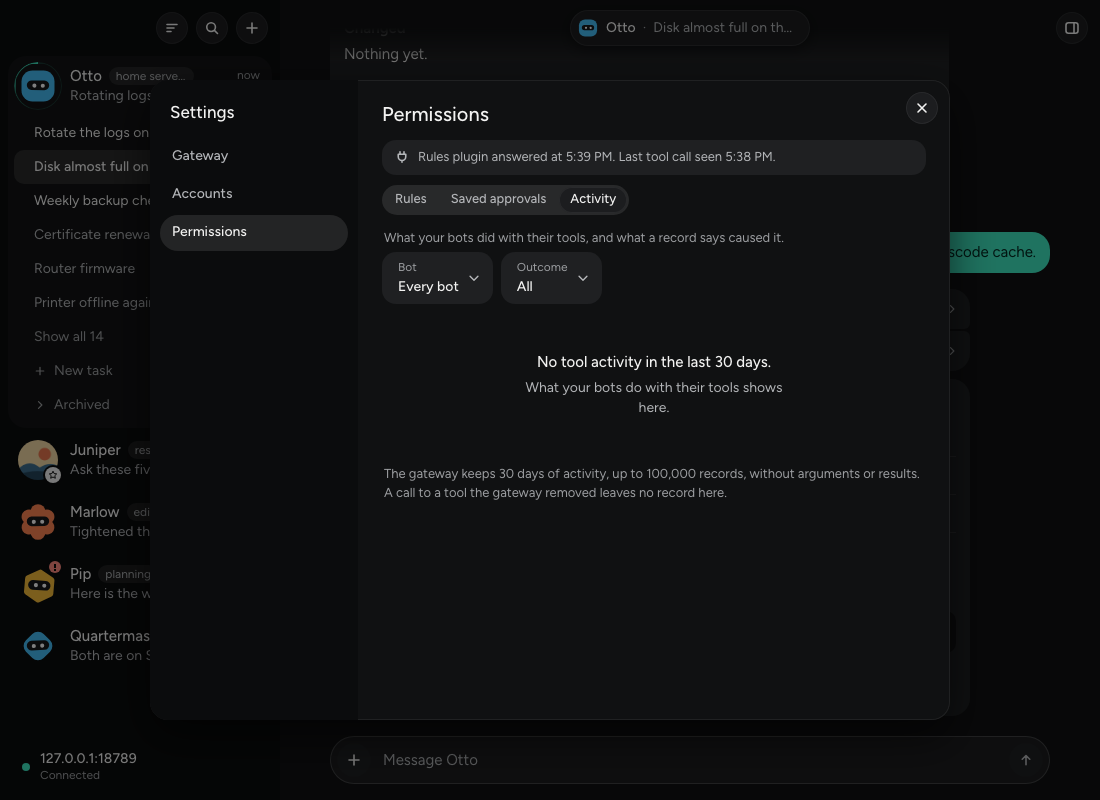 Otto · Disk almost full on th...
Nothing yet.
Otto home serve... now
Rotating logs
Rotate the logs on
Disk almost full on
Weekly backup che
Certificate renewa
Router firmware
Printer offline again
Show all 14
New task
Archived
Juniper res
Ask these five
Marlow edi
Tightened th
Pip planning
Here is the w
Quartermas
Both are on S
127.0.0.1:18789
Connected
Settings
Gateway
Accounts
Permissions
Permissions
Rules plugin answered at 5:39 PM. Last tool call seen 5:38 PM.
Rules Saved approvals Activity
What your bots did with their tools, and what a record says caused it.
Bot
Every bot
Outcome
All
No tool activity in the last 30 days.
What your bots do with their tools shows
here.
The gateway keeps 30 days of activity, up to 100,000 records, without arguments or results.
A call to a tool the gateway removed leaves no record here.
scode cache.
Message Otto